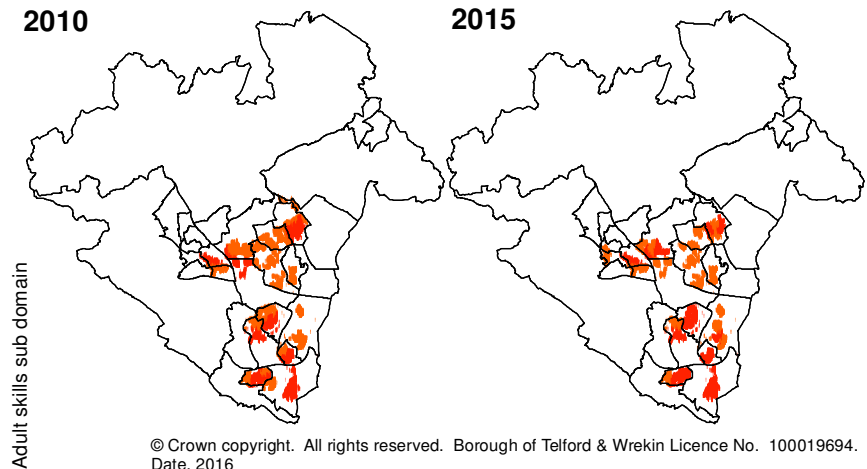 2010
2015
Adult skills sub domain
© Crown copyright. All rights reserved. Borough of Telford & Wrekin Licence No. 100019694.
Date. 2016